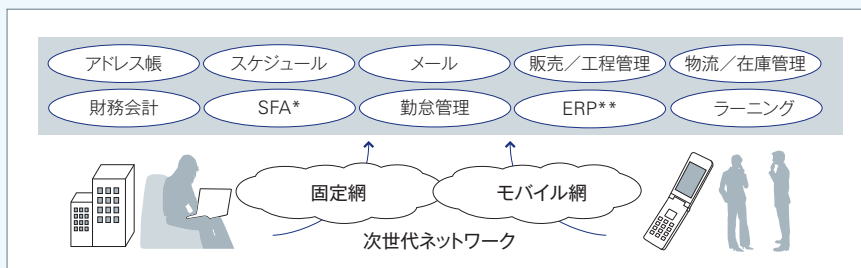 アドレス帳 スケジュール メール 販売／工程管理 物流／在庫管理
財務会計 SFA* 勤怠管理 ERP** ラーニング
固定網 モバイル網
次世代ネットワーク